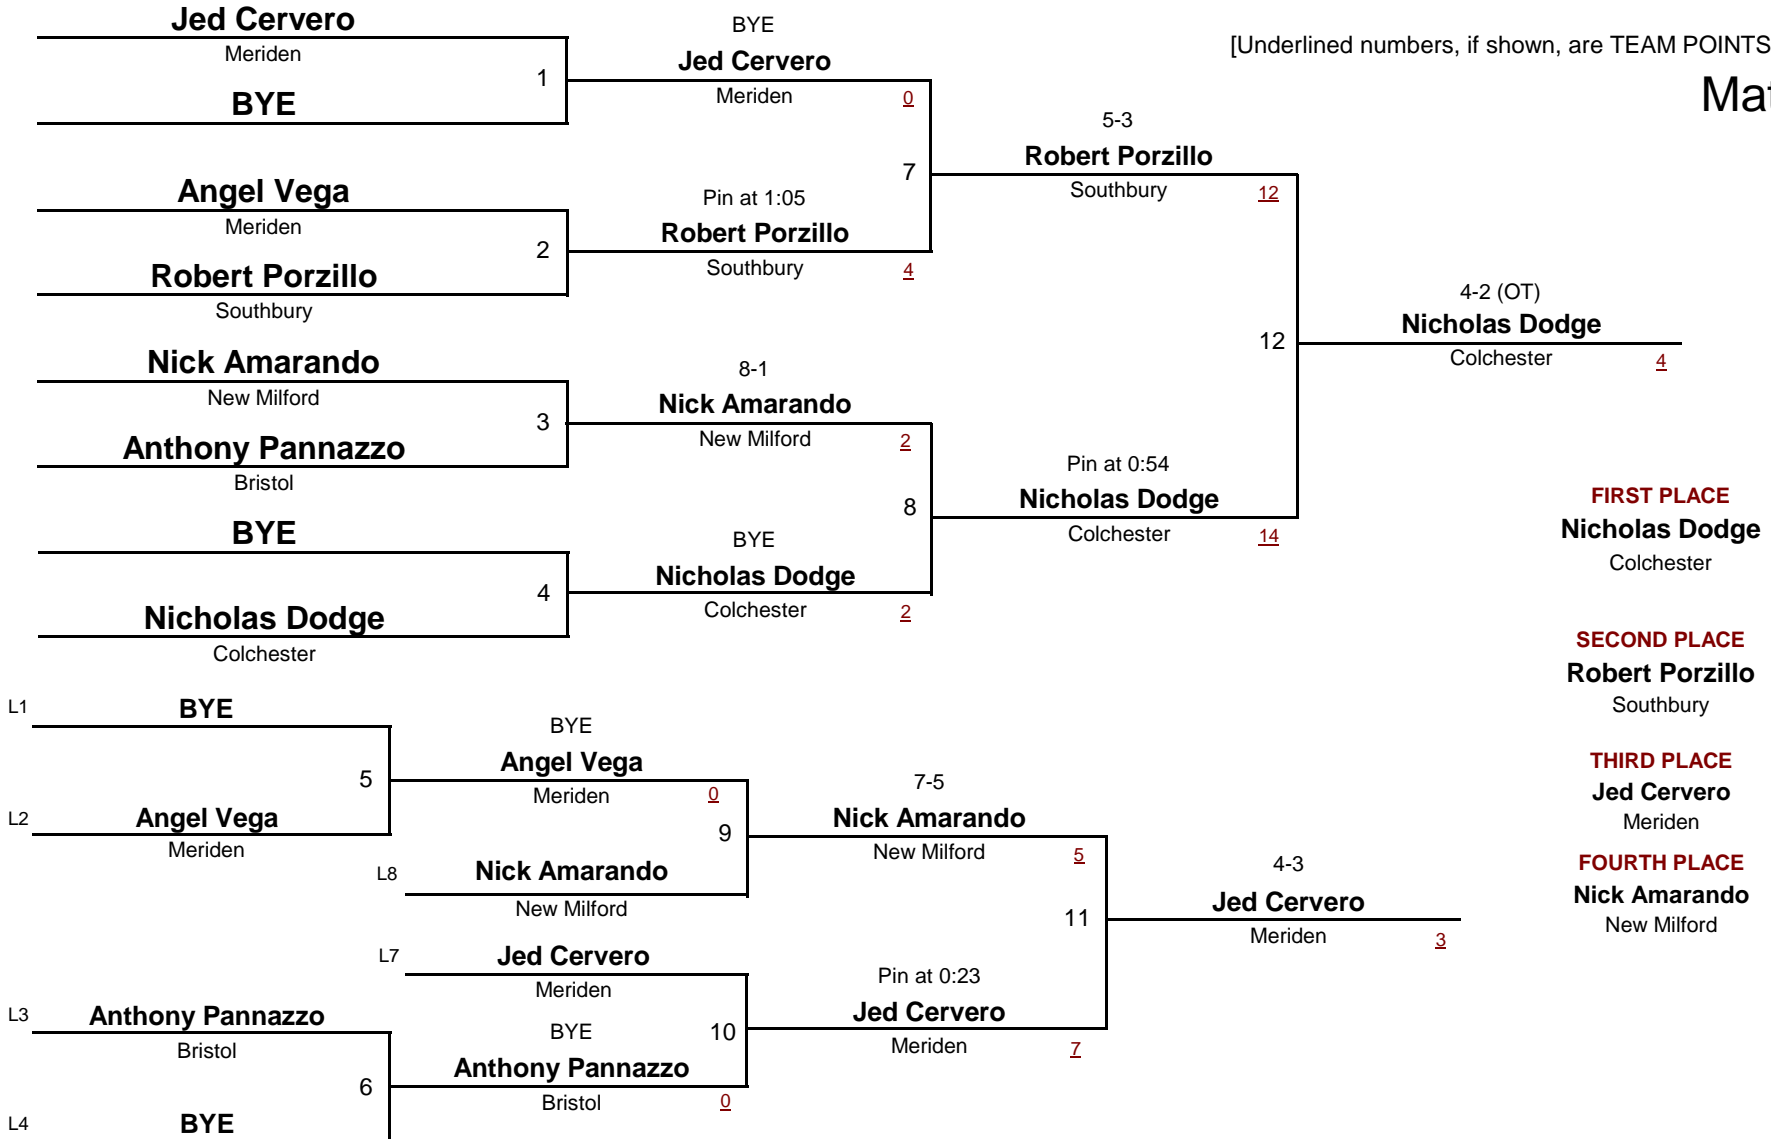 Jed Cervero
Meriden
1
BYE
BYE
Jed Cervero
Meriden
0
[Underlined numbers, if shown, are TEAM POINTS
5-3
Robert Porzillo
Southbury
12
7
Angel Vega
Meriden
2
Robert Porzillo
Southbury
Pin at 1:05
Robert Porzillo
Southbury
4
4-2 (OT)
Nicholas Dodge
Colchester
4
12
Nick Amarando
New Milford
3
Anthony Pannazzo
Bristol
8-1
Nick Amarando
New Milford
2
8
Pin at 0:54
Nicholas Dodge
Colchester
14
BYE
4
Nicholas Dodge
Colchester
BYE
Nicholas Dodge
Colchester
2
FIRST PLACE
Nicholas Dodge
Colchester
SECOND PLACE
Robert Porzillo
Southbury
THIRD PLACE
Jed Cervero
Meriden
FOURTH PLACE
Nick Amarando
New Milford
L1
BYE
5
L2
Angel Vega
Meriden
BYE
Angel Vega
Meriden
0
9
L8
Nick Amarando
New Milford
7-5
Nick Amarando
New Milford
5
11
4-3
Jed Cervero
Meriden
3
L7
Jed Cervero
Meriden
10
Pin at 0:23
Jed Cervero
Meriden
7
L3
Anthony Pannazzo
Bristol
6
BYE
Anthony Pannazzo
Bristol
0
L4
BYE